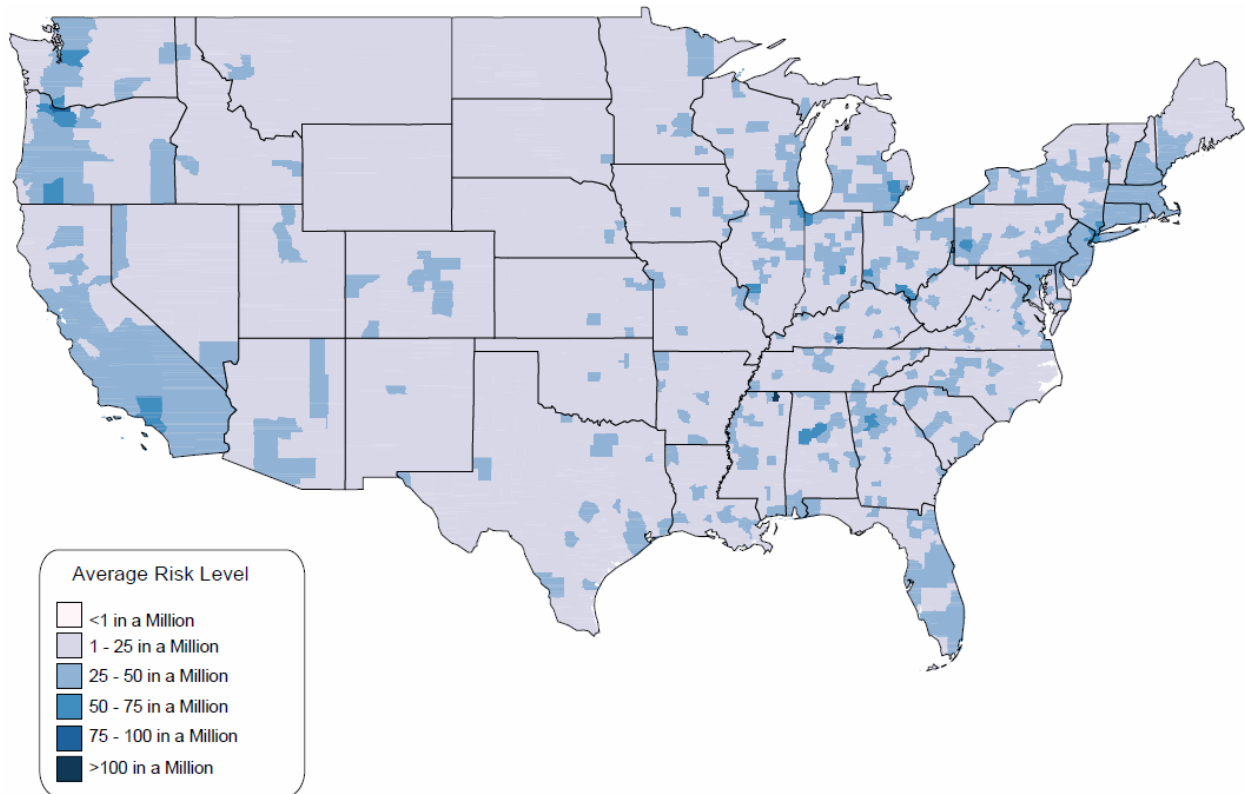 Average Risk Level
<1 in a Million
1 - 25 in a Million
25 - 50 in a Million
50 - 75 in a Million
75 - 100 in a Million
>100 in a Million